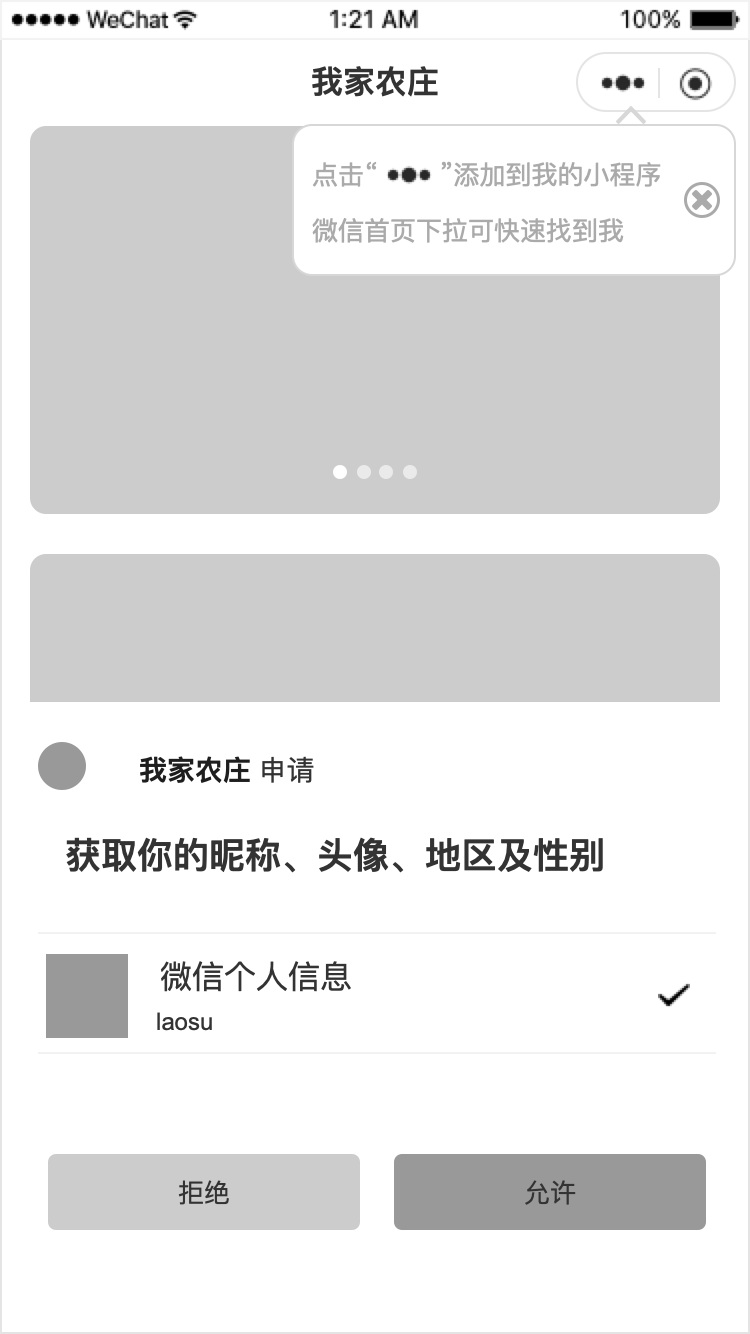 WeChat 1:21 AM 100%
我家农庄
点击“ ”添加到我的小程序
微信首页下拉可快速找到我
我家农庄 申请
获取你的昵称、头像、地区及性别
微信个人信息
laosu
拒绝 允许